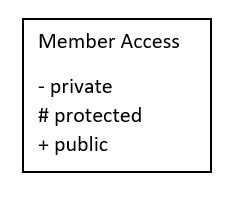 Member Access
- private
# protected
+ public